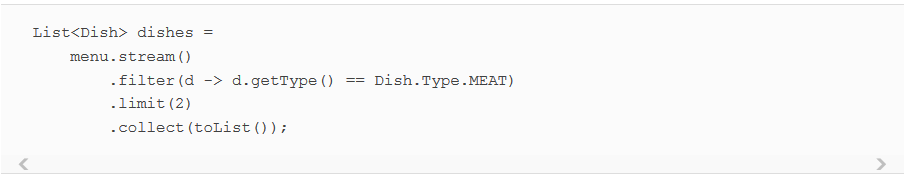 List<Dish> dishes =
    menu.stream()
        .filter(d -> d.getType() == Dish.Type.MEAT)
        .limit(2)
        .collect(toList());